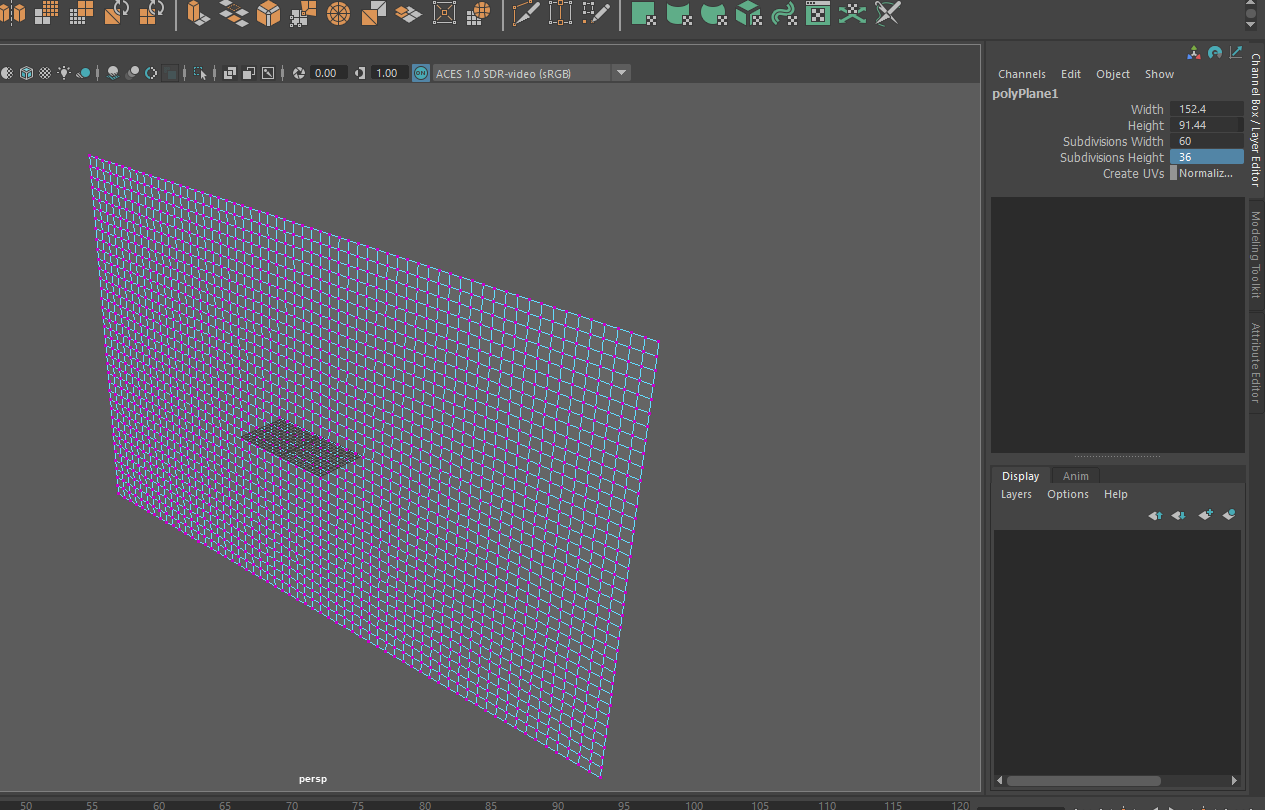 0.00
1.00
ON
ACES 1.0 SDR-video (sRGB)
Channels Edit Object Show
polyPlane1
Width 152.4
Height 91.44
Subdivisions Width 60
Subdivisions Height 36
Create UVs Normaliz...
Channel Box / Layer Editor
Modeling Toolkit
Attribute Editor
Display Anim
Layers Options Help
persp
50 55 60 65 70 75 80 85 90 95 100 105 110 115 120